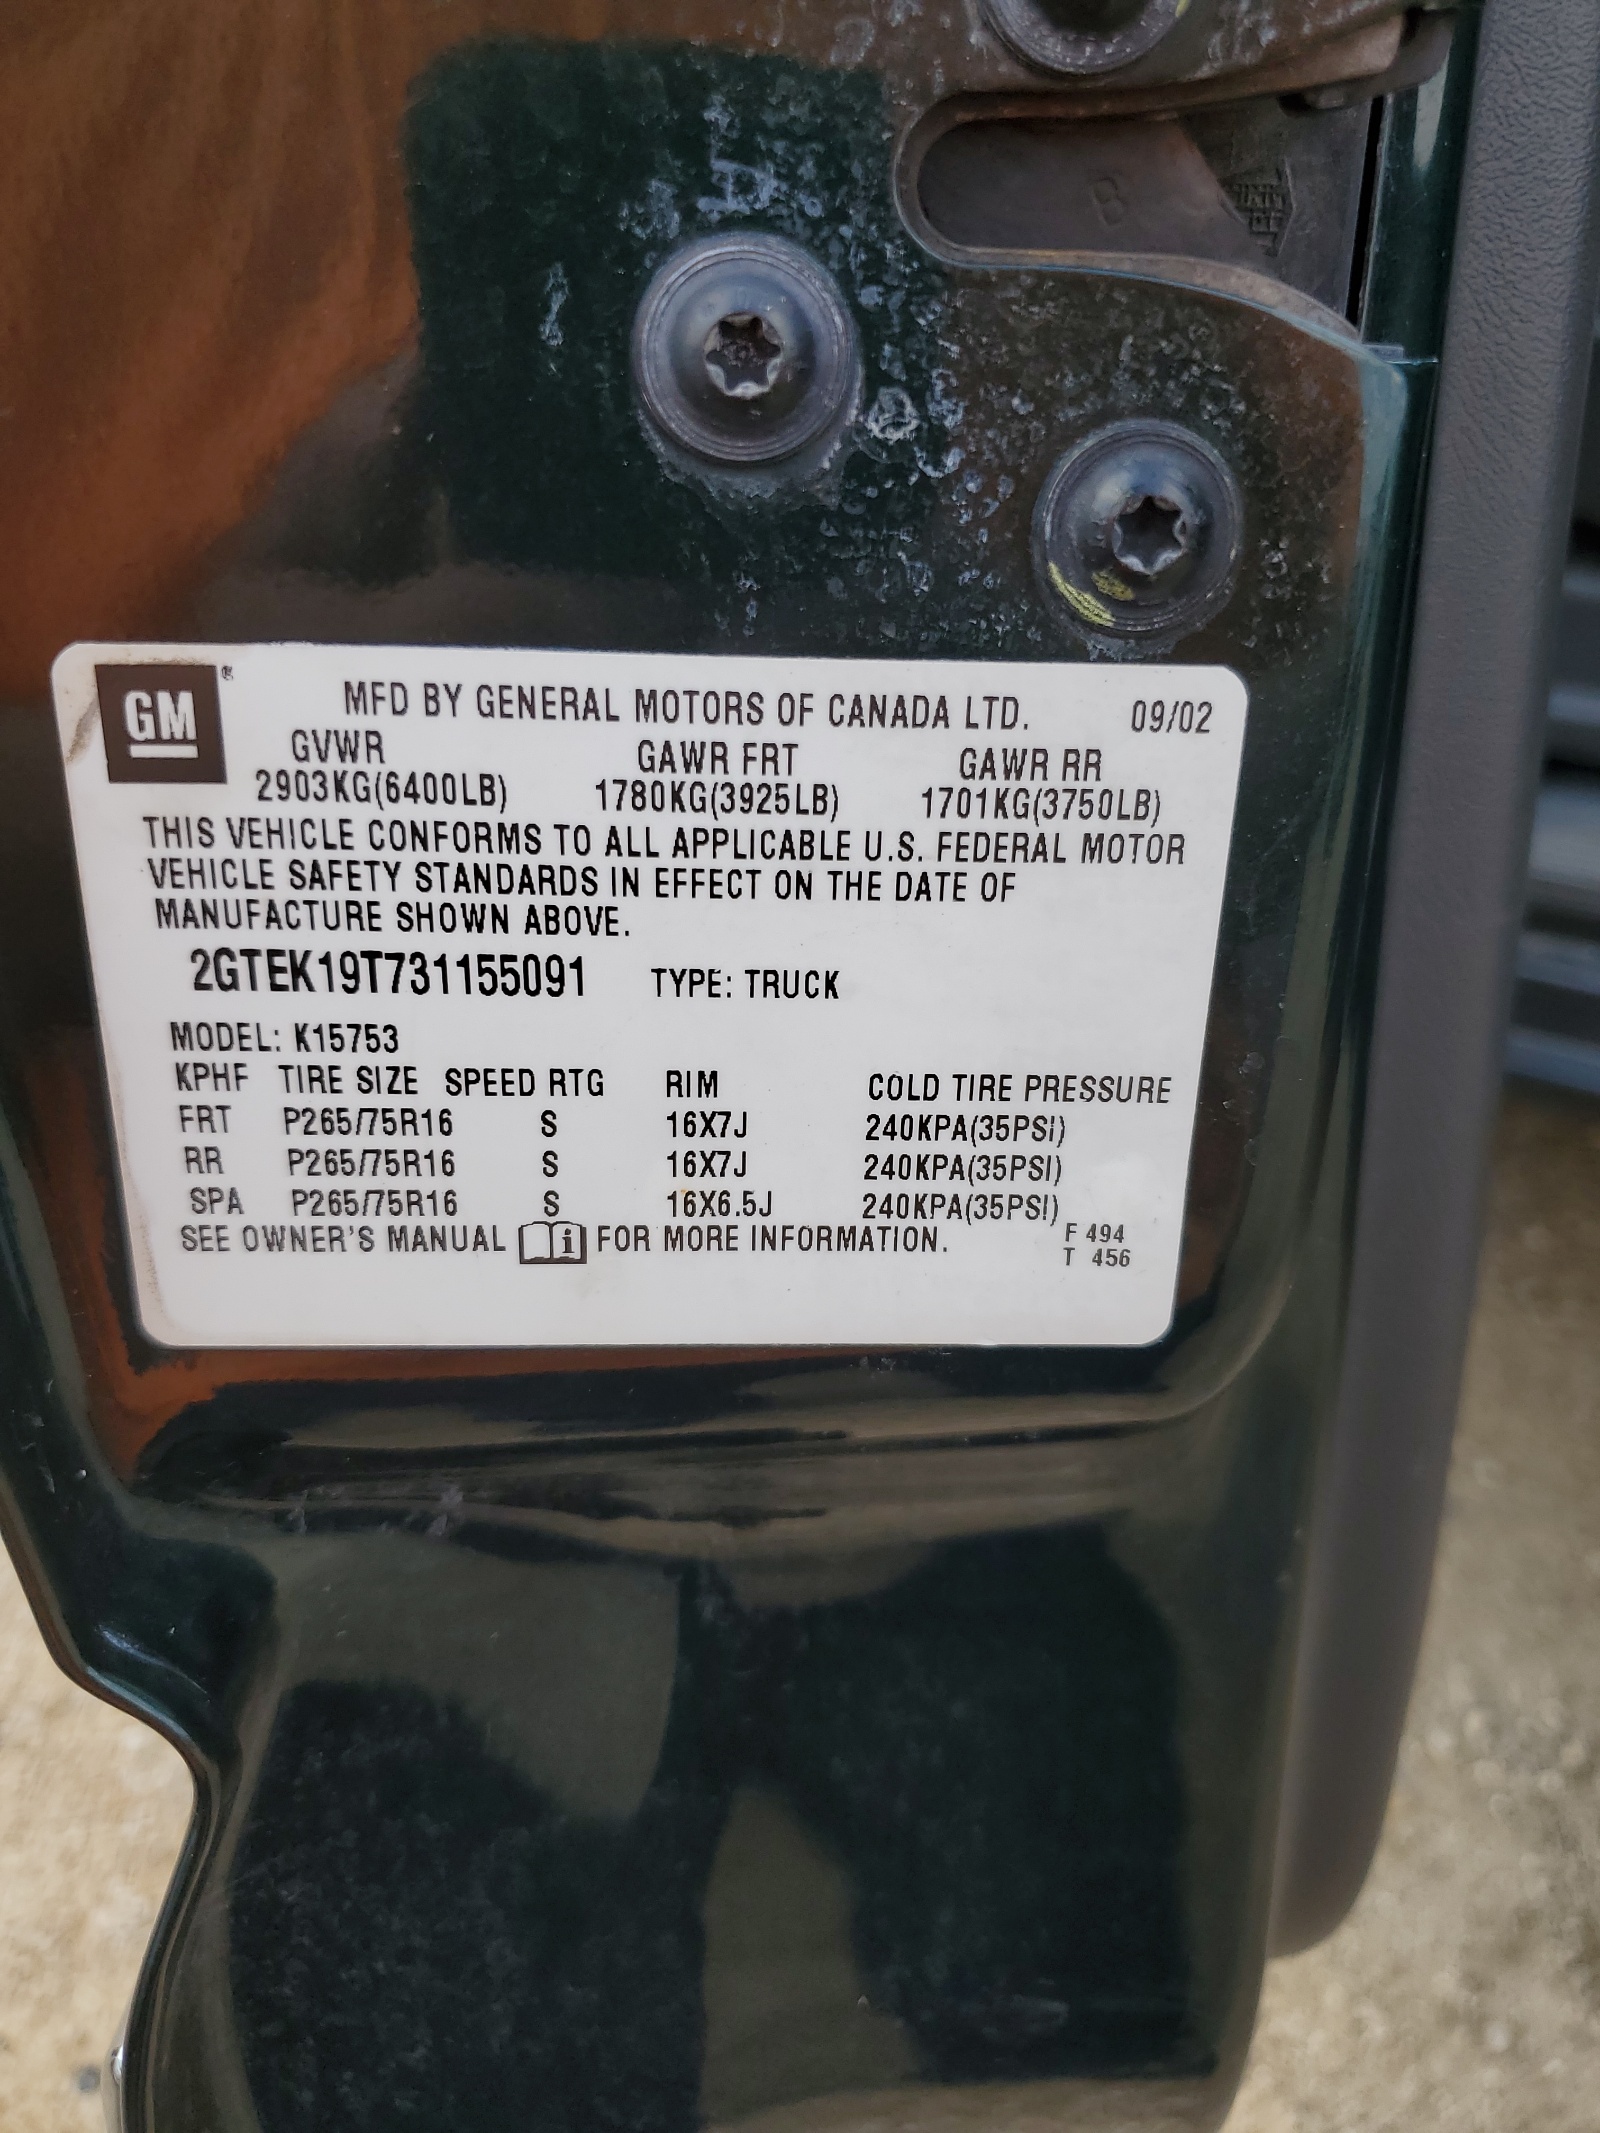 GM ® MFD BY GENERAL MOTORS OF CANADA LTD. 09/02
GVWR GAWR FRT GAWR RR
2903KG(6400LB) 1780KG(3925LB) 1701KG(3750LB)
THIS VEHICLE CONFORMS TO ALL APPLICABLE U.S. FEDERAL MOTOR
VEHICLE SAFETY STANDARDS IN EFFECT ON THE DATE OF
MANUFACTURE SHOWN ABOVE.
2GTEK19T731155091 TYPE: TRUCK
MODEL: K15753
KPHF TIRE SIZE SPEED RTG RIM COLD TIRE PRESSURE
FRT P265/75R16 S 16X7J 240KPA(35PSI)
RR P265/75R16 S 16X7J 240KPA(35PSI)
SPA P265/75R16 S 16X6.5J 240KPA(35PSI)
SEE OWNER'S MANUAL i FOR MORE INFORMATION. F 494
T 456